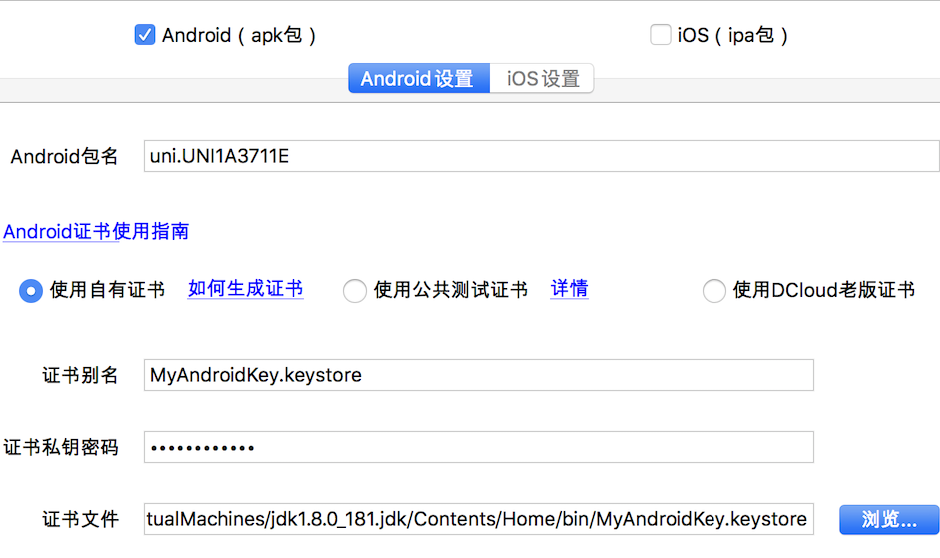 Android（apk包） iOS（ipa包）
Android设置 iOS设置
Android包名 uni.UNI1A3711E
Android证书使用指南
使用自有证书 如何生成证书 使用公共测试证书 详情 使用DCloud老版证书
证书别名 MyAndroidKey.keystore
证书私钥密码 ••••••••••••
证书文件 tualMachines/jdk1.8.0_181.jdk/Contents/Home/bin/MyAndroidKey.keystore 浏览...